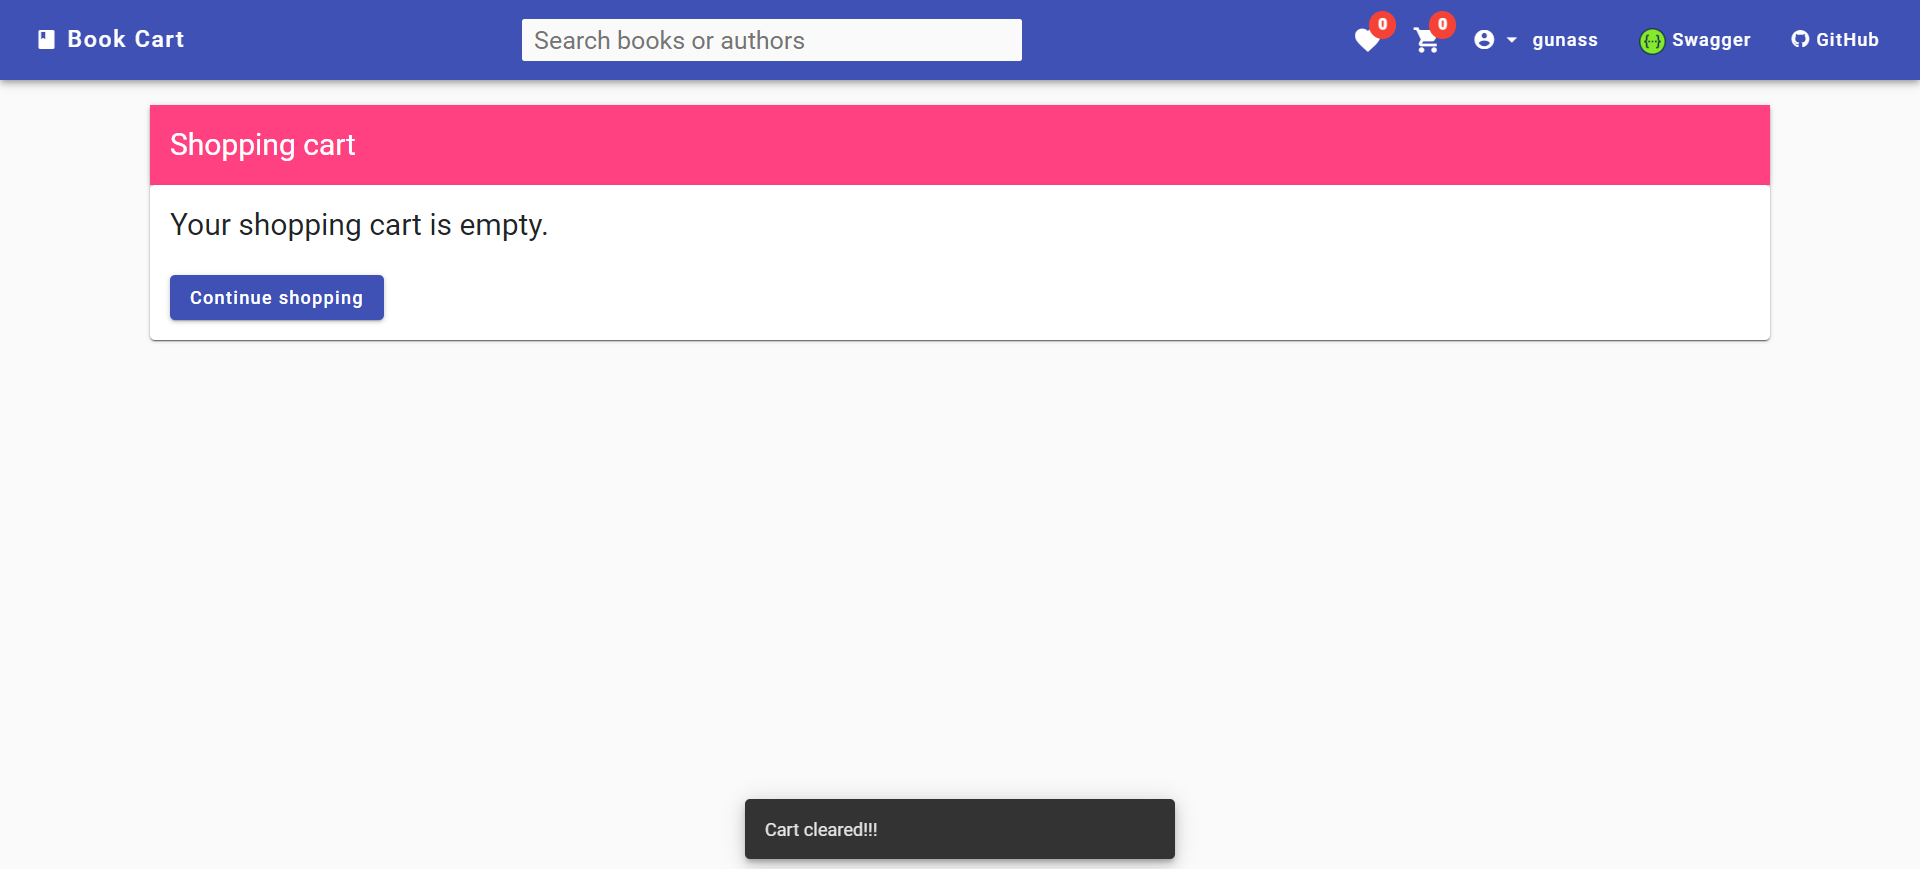 Book Cart
Search books or authors
0
0
gunass
Swagger
GitHub
Shopping cart
Your shopping cart is empty.
Continue shopping
Cart cleared!!!